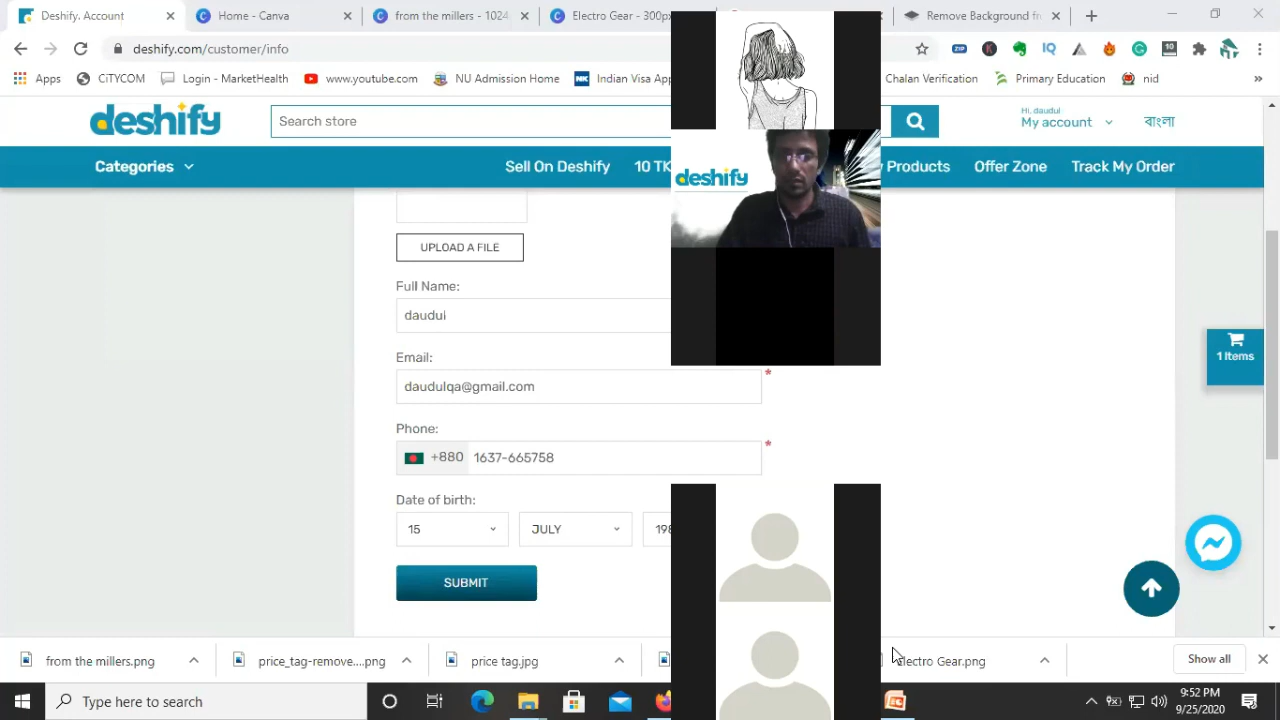 Account
Home - Canva
from the millers - 1024
Electro Gear - 300p
Remove Background fr
deshify.com/customer/info
ZIP
K
IQ
10
Apps
CiTYCOM
Login - MarketHealth
www.youtube.com
NU Admission Home
Indian Visa App
Chalan Verification
Primary Education
nid
deshify
Search store
Hi, daudul
My account
বাংলা
Categories
Sell On Deshify
10 TK
Products
Offer Zone
Track My Order
deshify
UPLOAD A FILE
Full Name:
daudul
1 Items
Email:
daudulqa@gmail.com
*
Phone:
*
+880
1637-665758
Date of birth:
15
JULY
198
SUBMIT
from the millers.png
price_tag-remove....png
price tag.jpg
Electro Gear.png
Show all
Type here to search
9:52 PM
9/25/2020